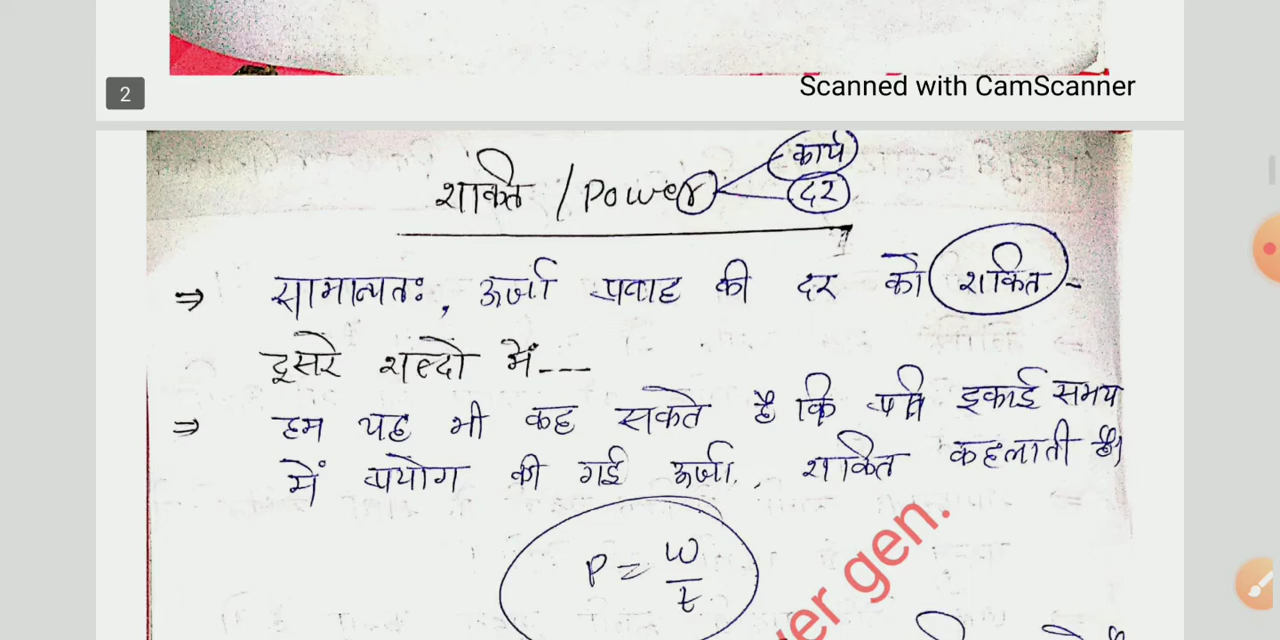 Scanned with CamScanner
2
कार्य
शक्ति / Power
दर
⇒ सामान्यतः, ऊर्जा प्रवाह की दर को शक्ति -
दूसरे शब्दों में ---
⇒ हम यह भी कह सकते है कि प्रति इकाई समय
में प्रयोग की गई ऊर्जा, शक्ति कहलाती है।
P = W/t
er gen.